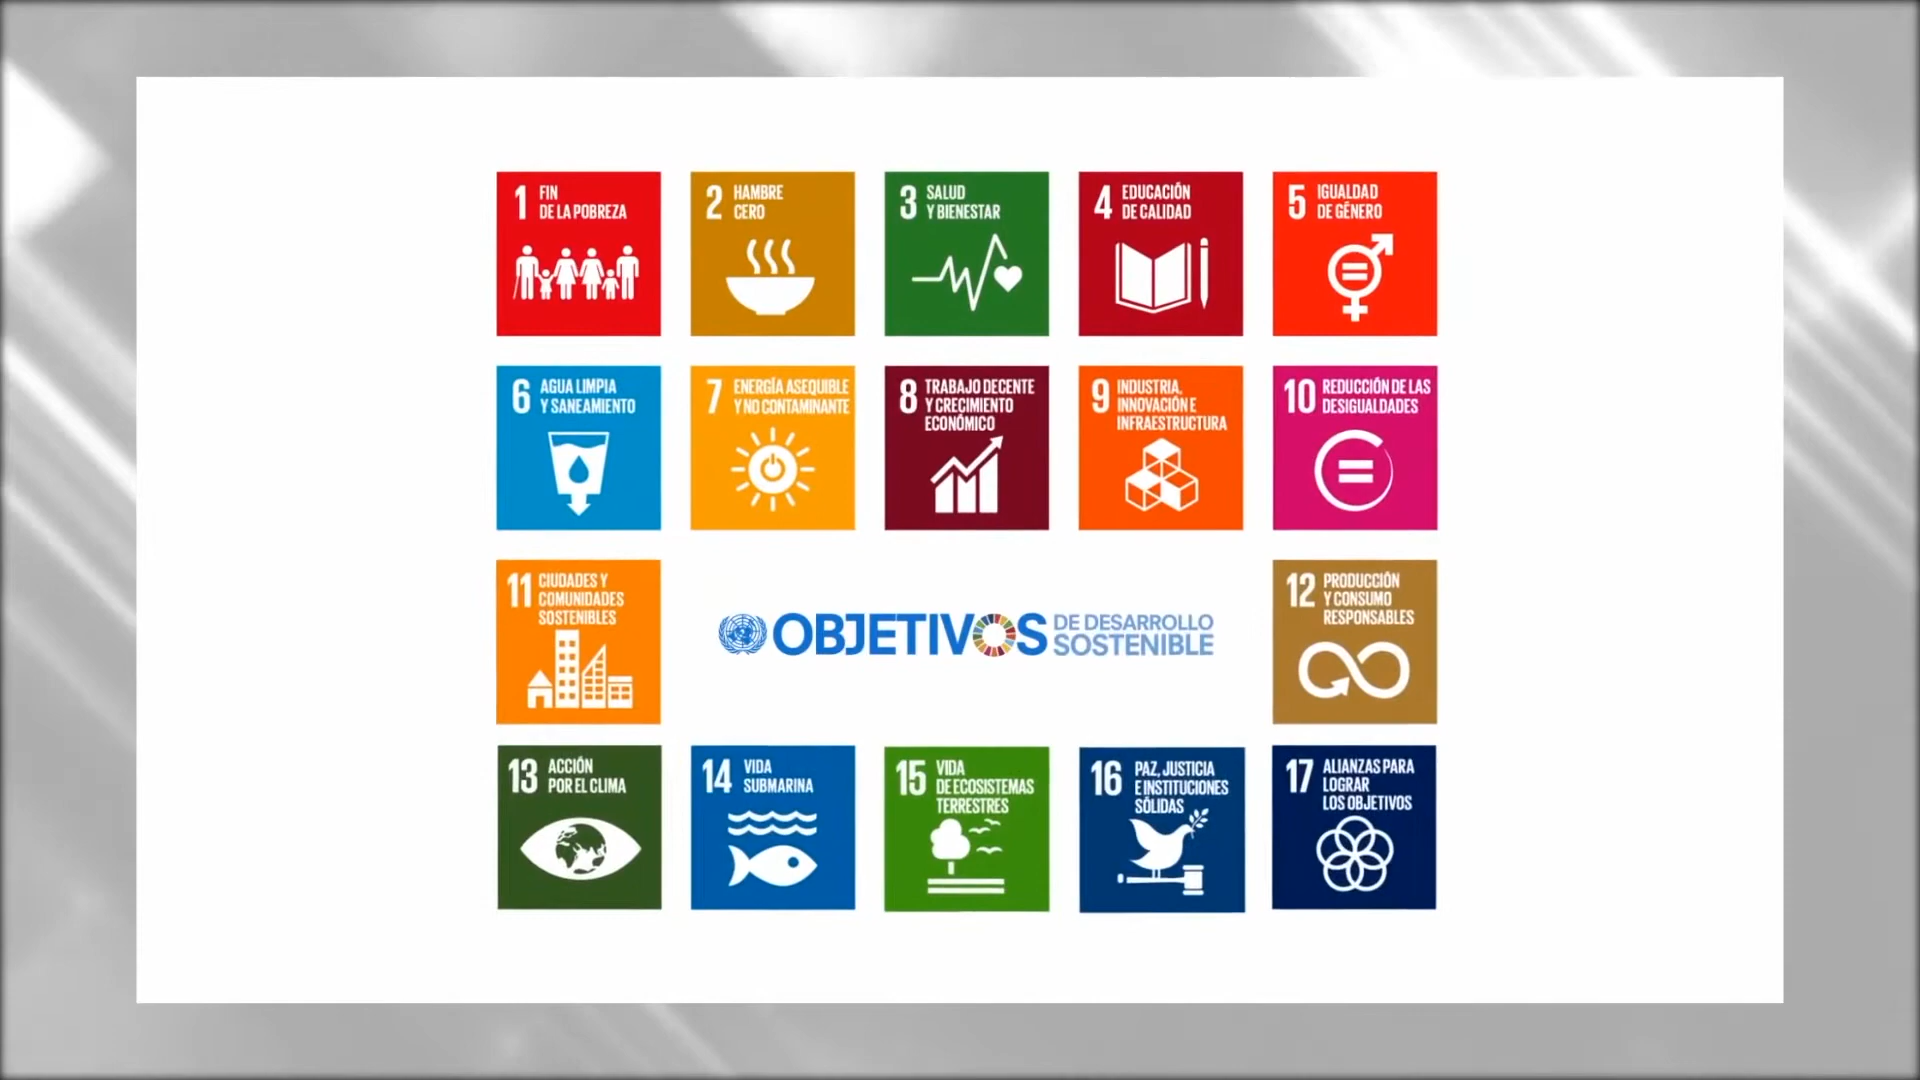 1 FIN
DE LA POBREZA
2 HAMBRE
CERO
3 SALUD
Y BIENESTAR
4 EDUCACIÓN
DE CALIDAD
5 IGUALDAD
DE GÉNERO
6 AGUA LIMPIA
Y SANEAMIENTO
7 ENERGÍA ASEQUIBLE
Y NO CONTAMINANTE
8 TRABAJO DECENTE
Y CRECIMIENTO
ECONÓMICO
9 INDUSTRIA,
INNOVACIÓN E
INFRAESTRUCTURA
10 REDUCCIÓN DE LAS
DESIGUALDADES
11 CIUDADES Y
COMUNIDADES
SOSTENIBLES
OBJETIVOS
DE DESARROLLO
SOSTENIBLE
12 PRODUCCIÓN
Y CONSUMO
RESPONSABLES
13 ACCIÓN
POR EL CLIMA
14 VIDA
SUBMARINA
15 VIDA
DE ECOSISTEMAS
TERRESTRES
16 PAZ, JUSTICIA
E INSTITUCIONES
SÓLIDAS
17 ALIANZAS PARA
LOGRAR
LOS OBJETIVOS